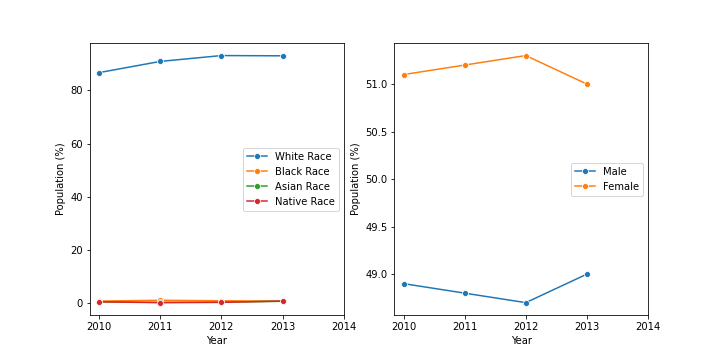 80
60
40
20
0
Population (%)
2010 2011 2012 2013 2014
Year
White Race
Black Race
Asian Race
Native Race
51.0
50.5
50.0
49.5
49.0
Population (%)
2010 2011 2012 2013 2014
Year
Male
Female